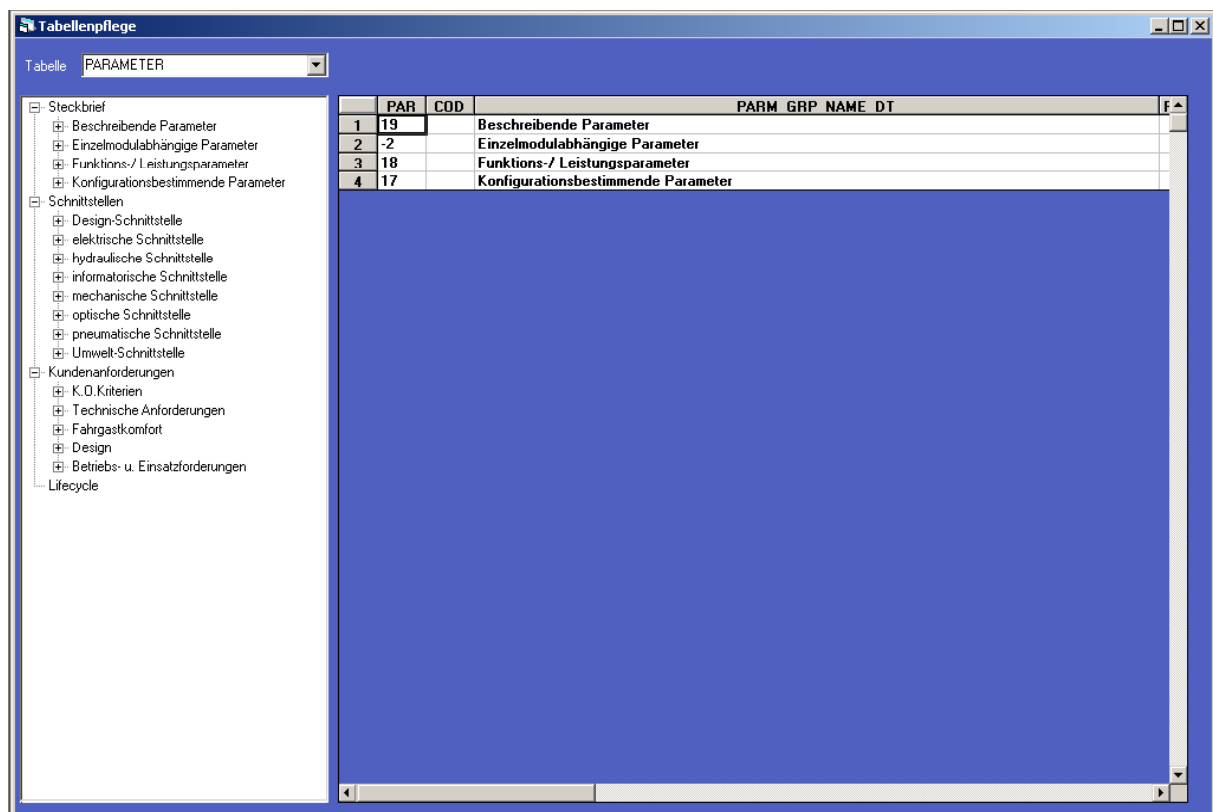 Tabellenpflege
Tabelle PARAMETER
Steckbrief
Beschreibende Parameter
Einzelmodulabhängige Parameter
Funktions-/ Leistungsparameter
Konfigurationsbestimmende Parameter
Schnittstellen
Design-Schnittstelle
elektrische Schnittstelle
hydraulische Schnittstelle
informatorische Schnittstelle
mechanische Schnittstelle
optische Schnittstelle
pneumatische Schnittstelle
Umwelt-Schnittstelle
Kundenanforderungen
K.O.Kriterien
Technische Anforderungen
Fahrgastkomfort
Design
Betriebs- u. Einsatzforderungen
Lifecycle
PAR COD PARM GRP NAME DT
1 19 Beschreibende Parameter
2 -2 Einzelmodulabhängige Parameter
3 18 Funktions-/ Leistungsparameter
4 17 Konfigurationsbestimmende Parameter